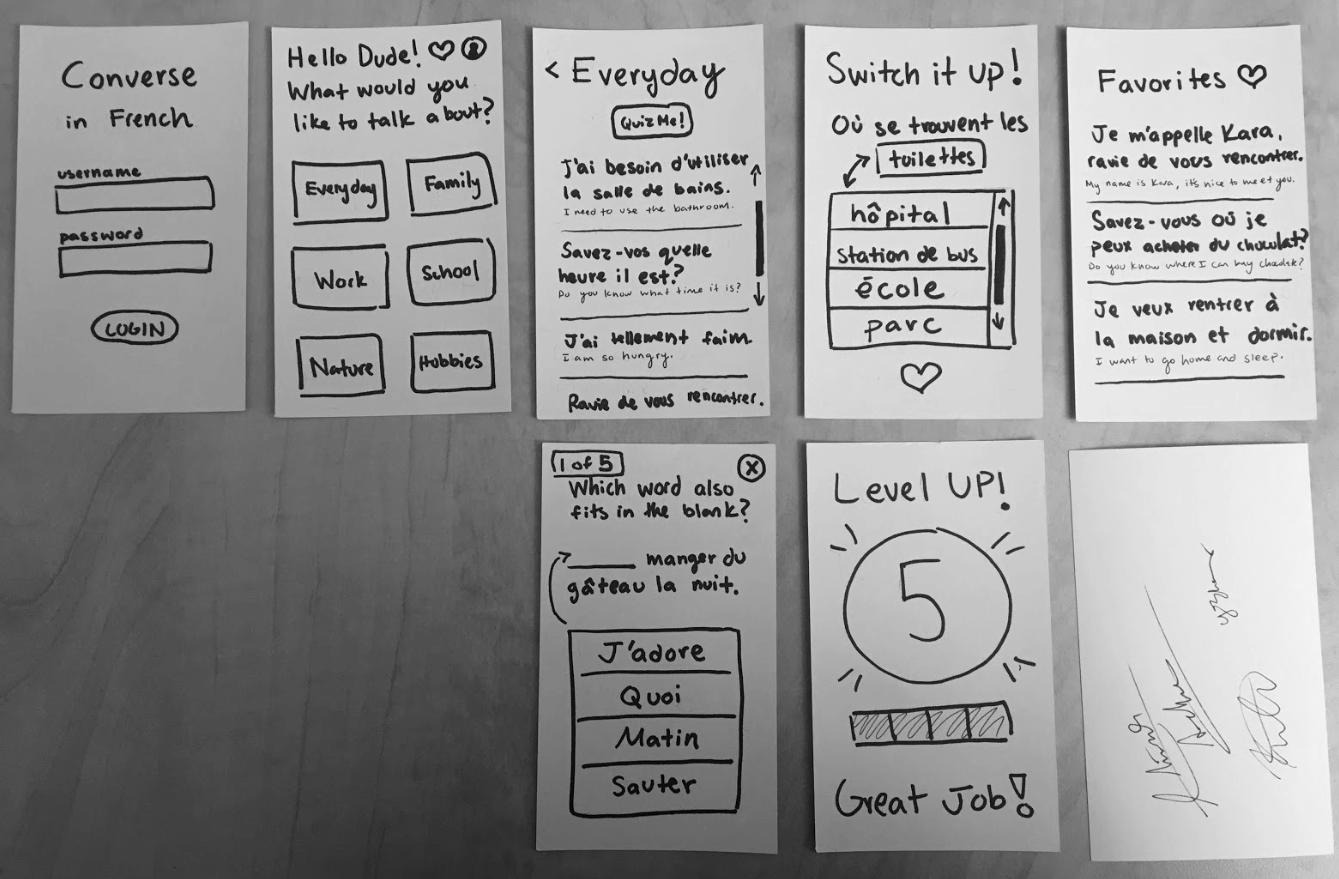 Converse
in French
username
password
LOGIN
Hello Dude!
What would you
like to talk about?
Everyday
Family
Work
School
Nature
Hobbies
< Everyday
Quiz Me!
J'ai besoin d'utiliser
la salle de bains.
I need to use the bathroom.
Savez-vos quelle
heure il est?
Do you know what time it is?
J'ai tellement faim.
I am so hungry.
Ravie de vous rencontrer.
Switch it up!
Où se trouvent les
toilettes
hôpital
station de bus
école
parc
Favorites
Je m'appelle Kara,
ravie de vous rencontrer.
My name is Kara, it's nice to meet you.
Savez-vous où je
peux acheter du chocolat?
Do you know where I can buy chocolate?
Je veux rentrer à
la maison et dormir.
I want to go home and sleep.
1 of 5
X
Which word also
fits in the blank?
______ manger du
gâteau la nuit.
J'adore
Quoi
Matin
Sauter
Level UP!
5
Great Job!